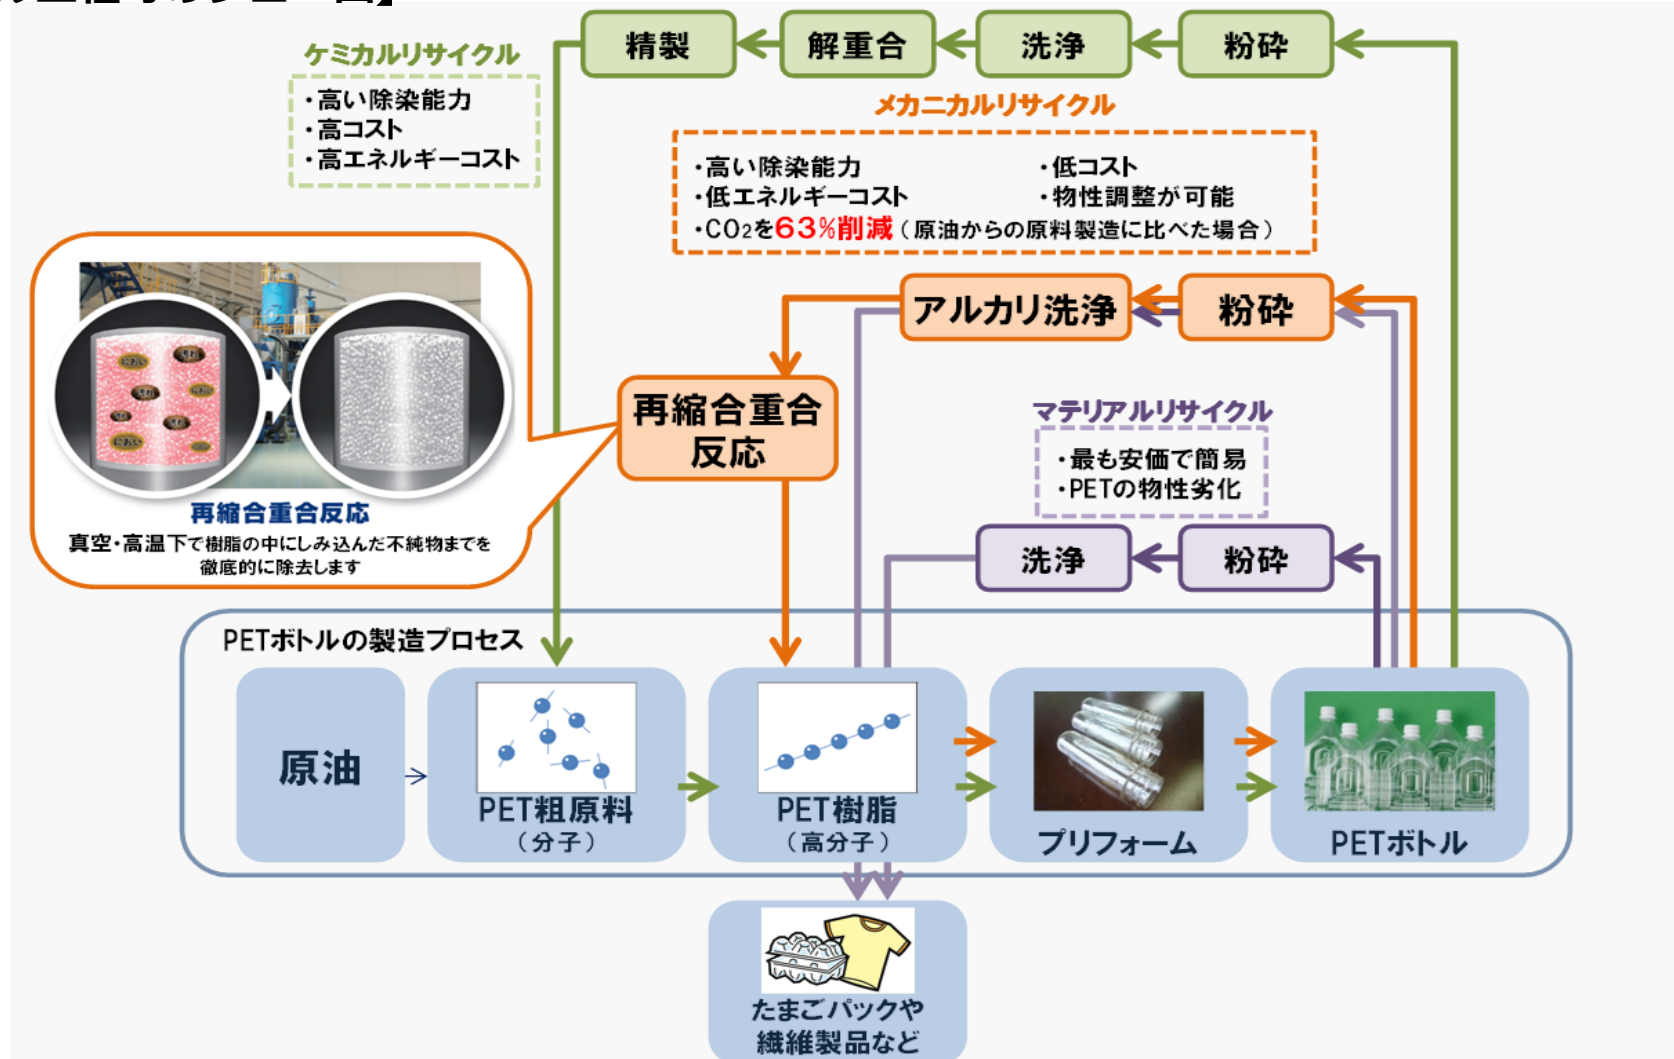 精製
解重合
洗浄
粉砕
ケミカルリサイクル
・高い除染能力
・高コスト
・高エネルギーコスト
メカニカルリサイクル
・高い除染能力
・低コスト
・低エネルギーコスト
・物性調整が可能
・CO2を63%削減（原油からの原料製造に比べた場合）
アルカリ洗浄
粉砕
再縮合重合
反応
におい
汚れ
再縮合重合反応
真空・高温下で樹脂の中にしみ込んだ不純物までを
徹底的に除去します
マテリアルリサイクル
・最も安価で簡易
・PETの物性劣化
洗浄
粉砕
PETボトルの製造プロセス
原油
PET粗原料
（分子）
PET樹脂
（高分子）
プリフォーム
PETボトル
たまごパックや
繊維製品など